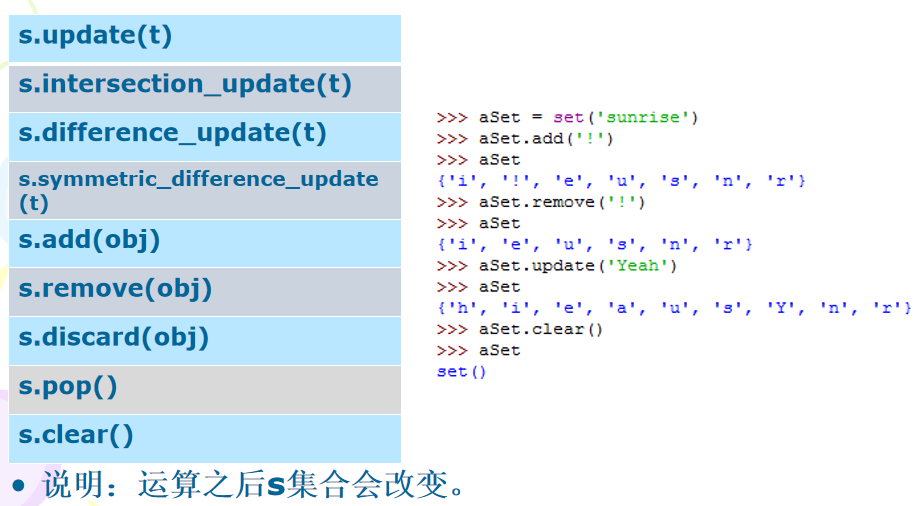 s.update(t)
s.intersection_update(t)
s.difference_update(t)
s.symmetric_difference_update
(t)
s.add(obj)
s.remove(obj)
s.discard(obj)
s.pop()
s.clear()
>>> aSet = set('sunrise')
>>> aSet.add('!')
>>> aSet
{'i', '!', 'e', 'u', 's', 'n', 'r'}
>>> aSet.remove('!')
>>> aSet
{'i', 'e', 'u', 's', 'n', 'r'}
>>> aSet.update('Yeah')
>>> aSet
{'h', 'i', 'e', 'a', 'u', 's', 'Y', 'n', 'r'}
>>> aSet.clear()
>>> aSet
set()
• 说明：运算之后s集合会改变。